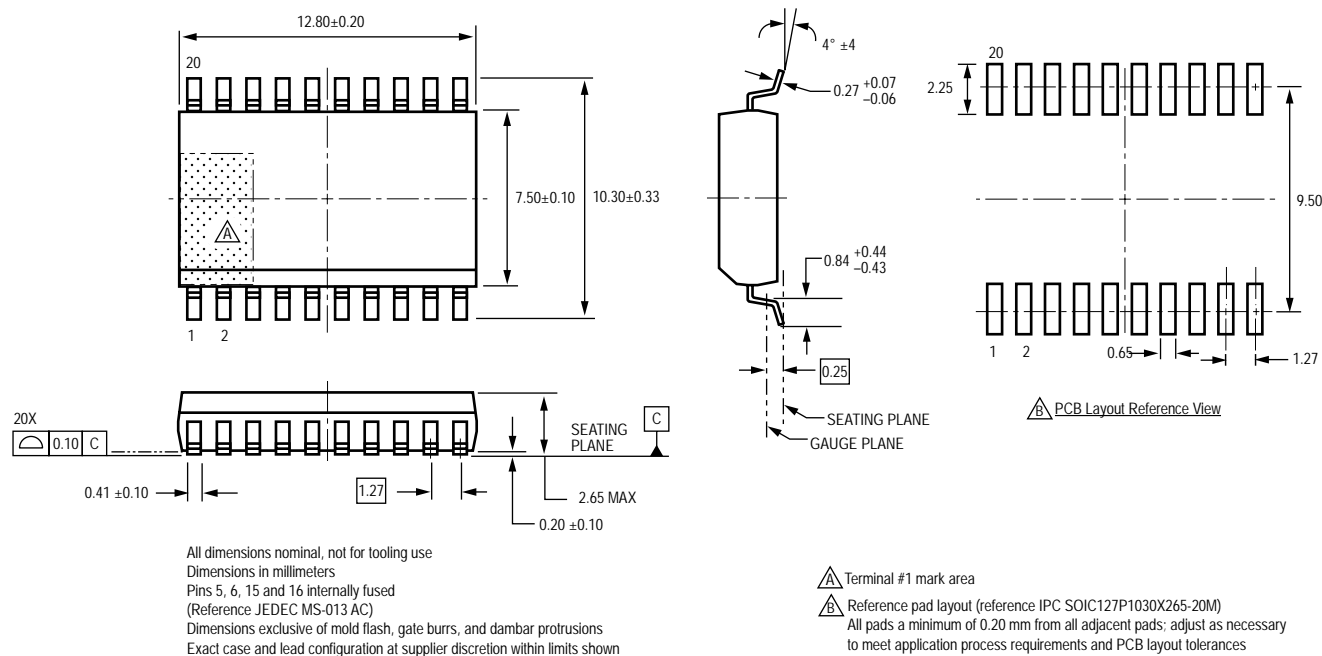 12.80±0.20
20
7.50±0.10
10.30±0.33
A
1 2
4° ±4
0.27 +0.07 −0.06
0.84 +0.44 −0.43
0.25
SEATING PLANE
GAUGE PLANE
20
2.25
9.50
1 2
0.65
1.27
B PCB Layout Reference View
20X
0.10 C
SEATING
PLANE
C
0.41 ±0.10
1.27
2.65 MAX
0.20 ±0.10
All dimensions nominal, not for tooling use
Dimensions in millimeters
Pins 5, 6, 15 and 16 internally fused
(Reference JEDEC MS-013 AC)
Dimensions exclusive of mold flash, gate burrs, and dambar protrusions
Exact case and lead configuration at supplier discretion within limits shown
A Terminal #1 mark area
B Reference pad layout (reference IPC SOIC127P1030X265-20M)
All pads a minimum of 0.20 mm from all adjacent pads; adjust as necessary
to meet application process requirements and PCB layout tolerances